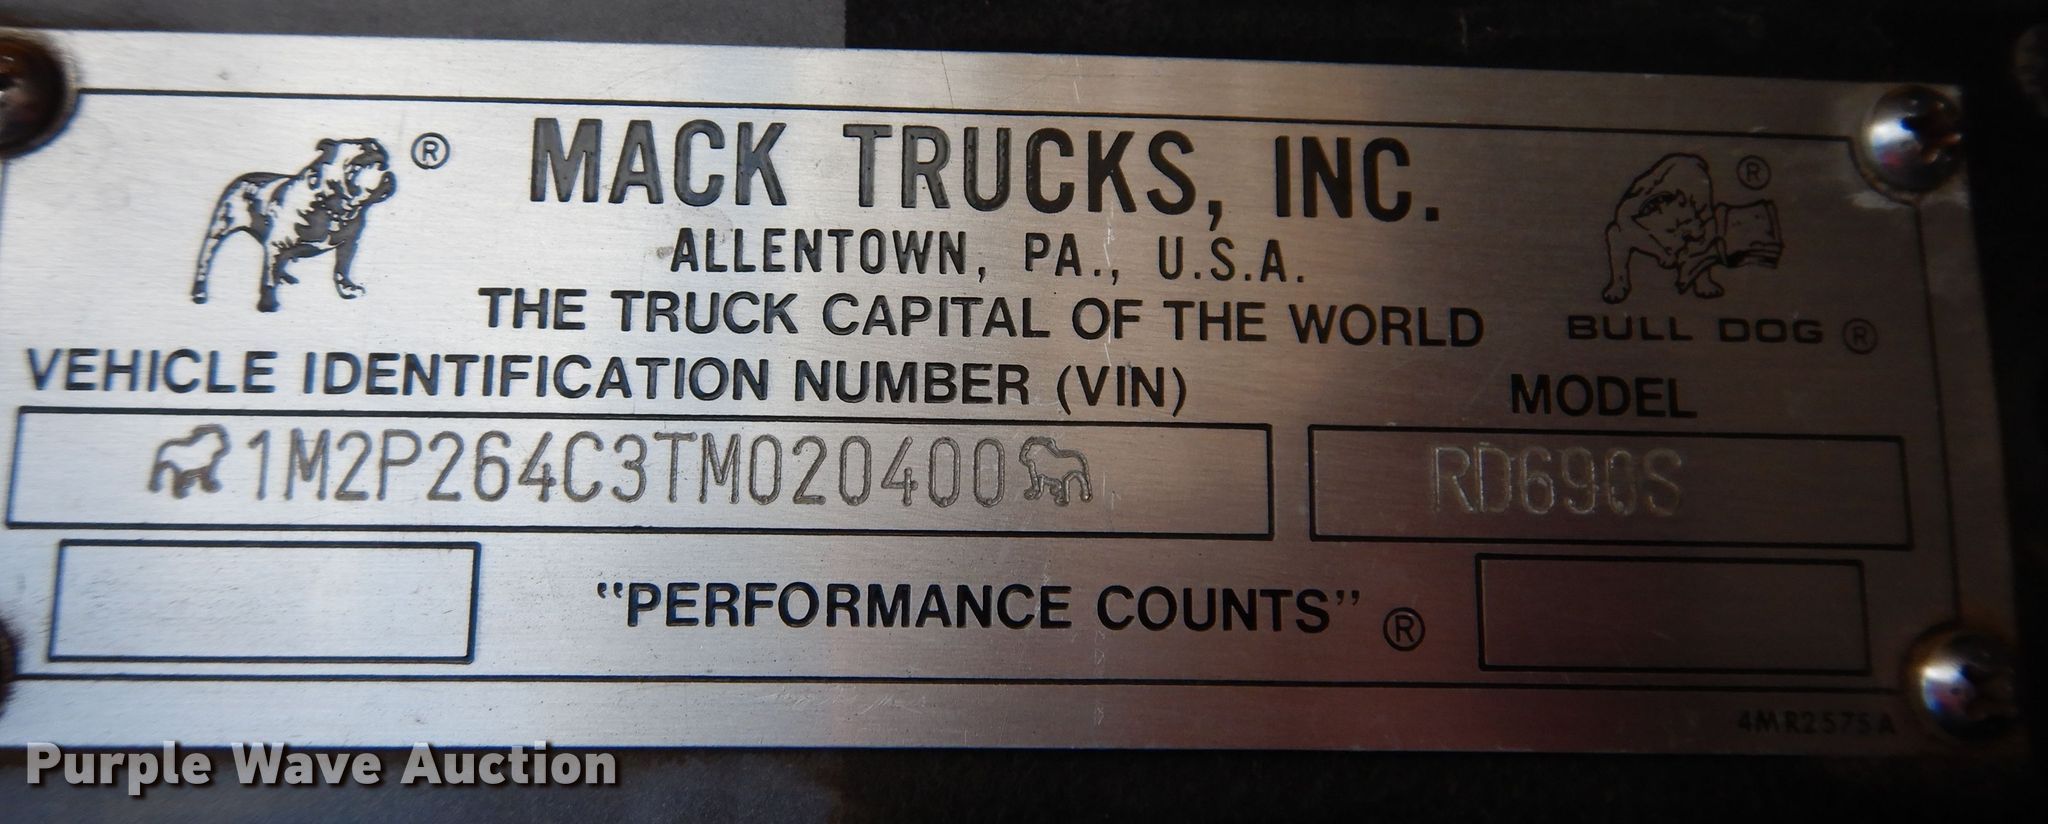 ® MACK TRUCKS, INC. ®
ALLENTOWN, PA., U.S.A.
THE TRUCK CAPITAL OF THE WORLD
BULL DOG ®
VEHICLE IDENTIFICATION NUMBER (VIN)
MODEL
1M2P264C3TM020400
RD690S
"PERFORMANCE COUNTS" ®
4MR2575A
Purple Wave Auction